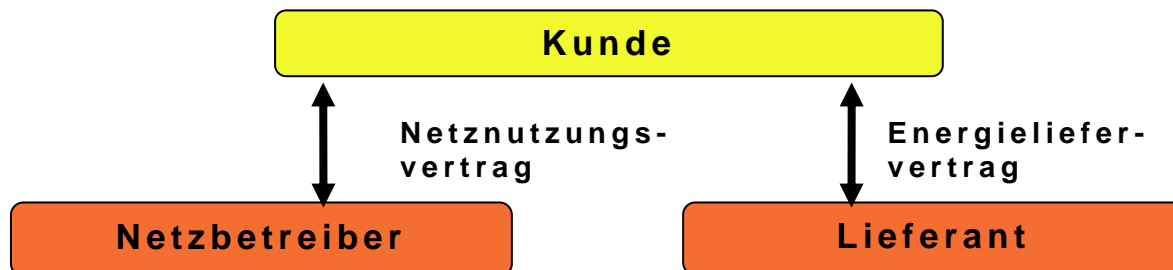 Kunde
Netznutzungs-
vertrag
Energieliefer-
vertrag
Netzbetreiber
Lieferant